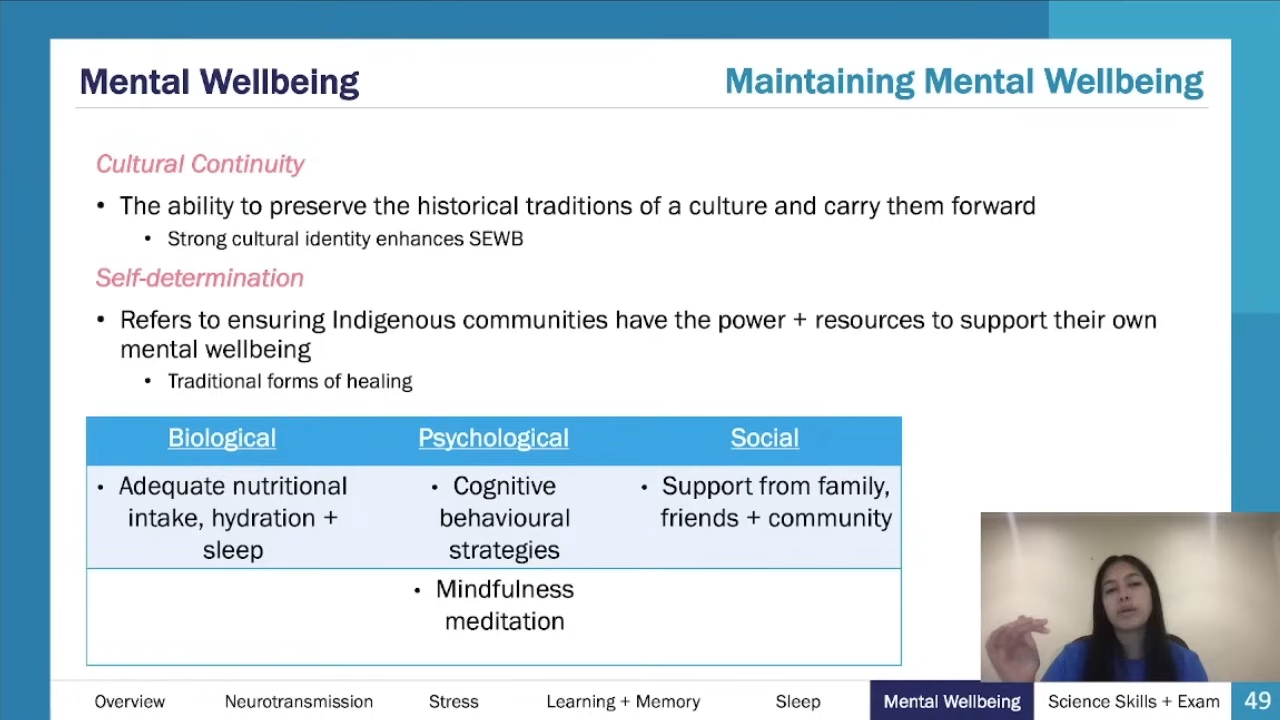 Mental Wellbeing
Maintaining Mental Wellbeing
Cultural Continuity
• The ability to preserve the historical traditions of a culture and carry them forward
• Strong cultural identity enhances SEWB
Self-determination
• Refers to ensuring Indigenous communities have the power + resources to support their own
mental wellbeing
• Traditional forms of healing
Biological
Psychological
Social
• Adequate nutritional
intake, hydration +
sleep
• Cognitive
behavioural
strategies
• Support from family,
friends + community
• Mindfulness
meditation
Overview
Neurotransmission
Stress
Learning + Memory
Sleep
Mental Wellbeing
Science Skills + Exam
49